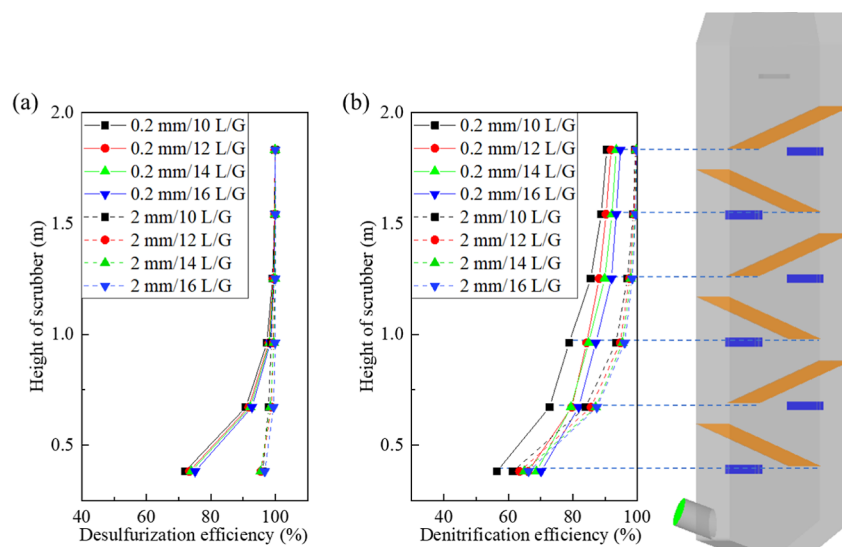 (a)
2.0
1.5
1.0
0.5
Height of scrubber (m)
0.2 mm/10 L/G
0.2 mm/12 L/G
0.2 mm/14 L/G
0.2 mm/16 L/G
2 mm/10 L/G
2 mm/12 L/G
2 mm/14 L/G
2 mm/16 L/G
40 60 80 100
Desulfurization efficiency (%)
(b)
2.0
1.5
1.0
0.5
Height of scrubber (m)
0.2 mm/10 L/G
0.2 mm/12 L/G
0.2 mm/14 L/G
0.2 mm/16 L/G
2 mm/10 L/G
2 mm/12 L/G
2 mm/14 L/G
2 mm/16 L/G
40 60 80 100
Denitrification efficiency (%)